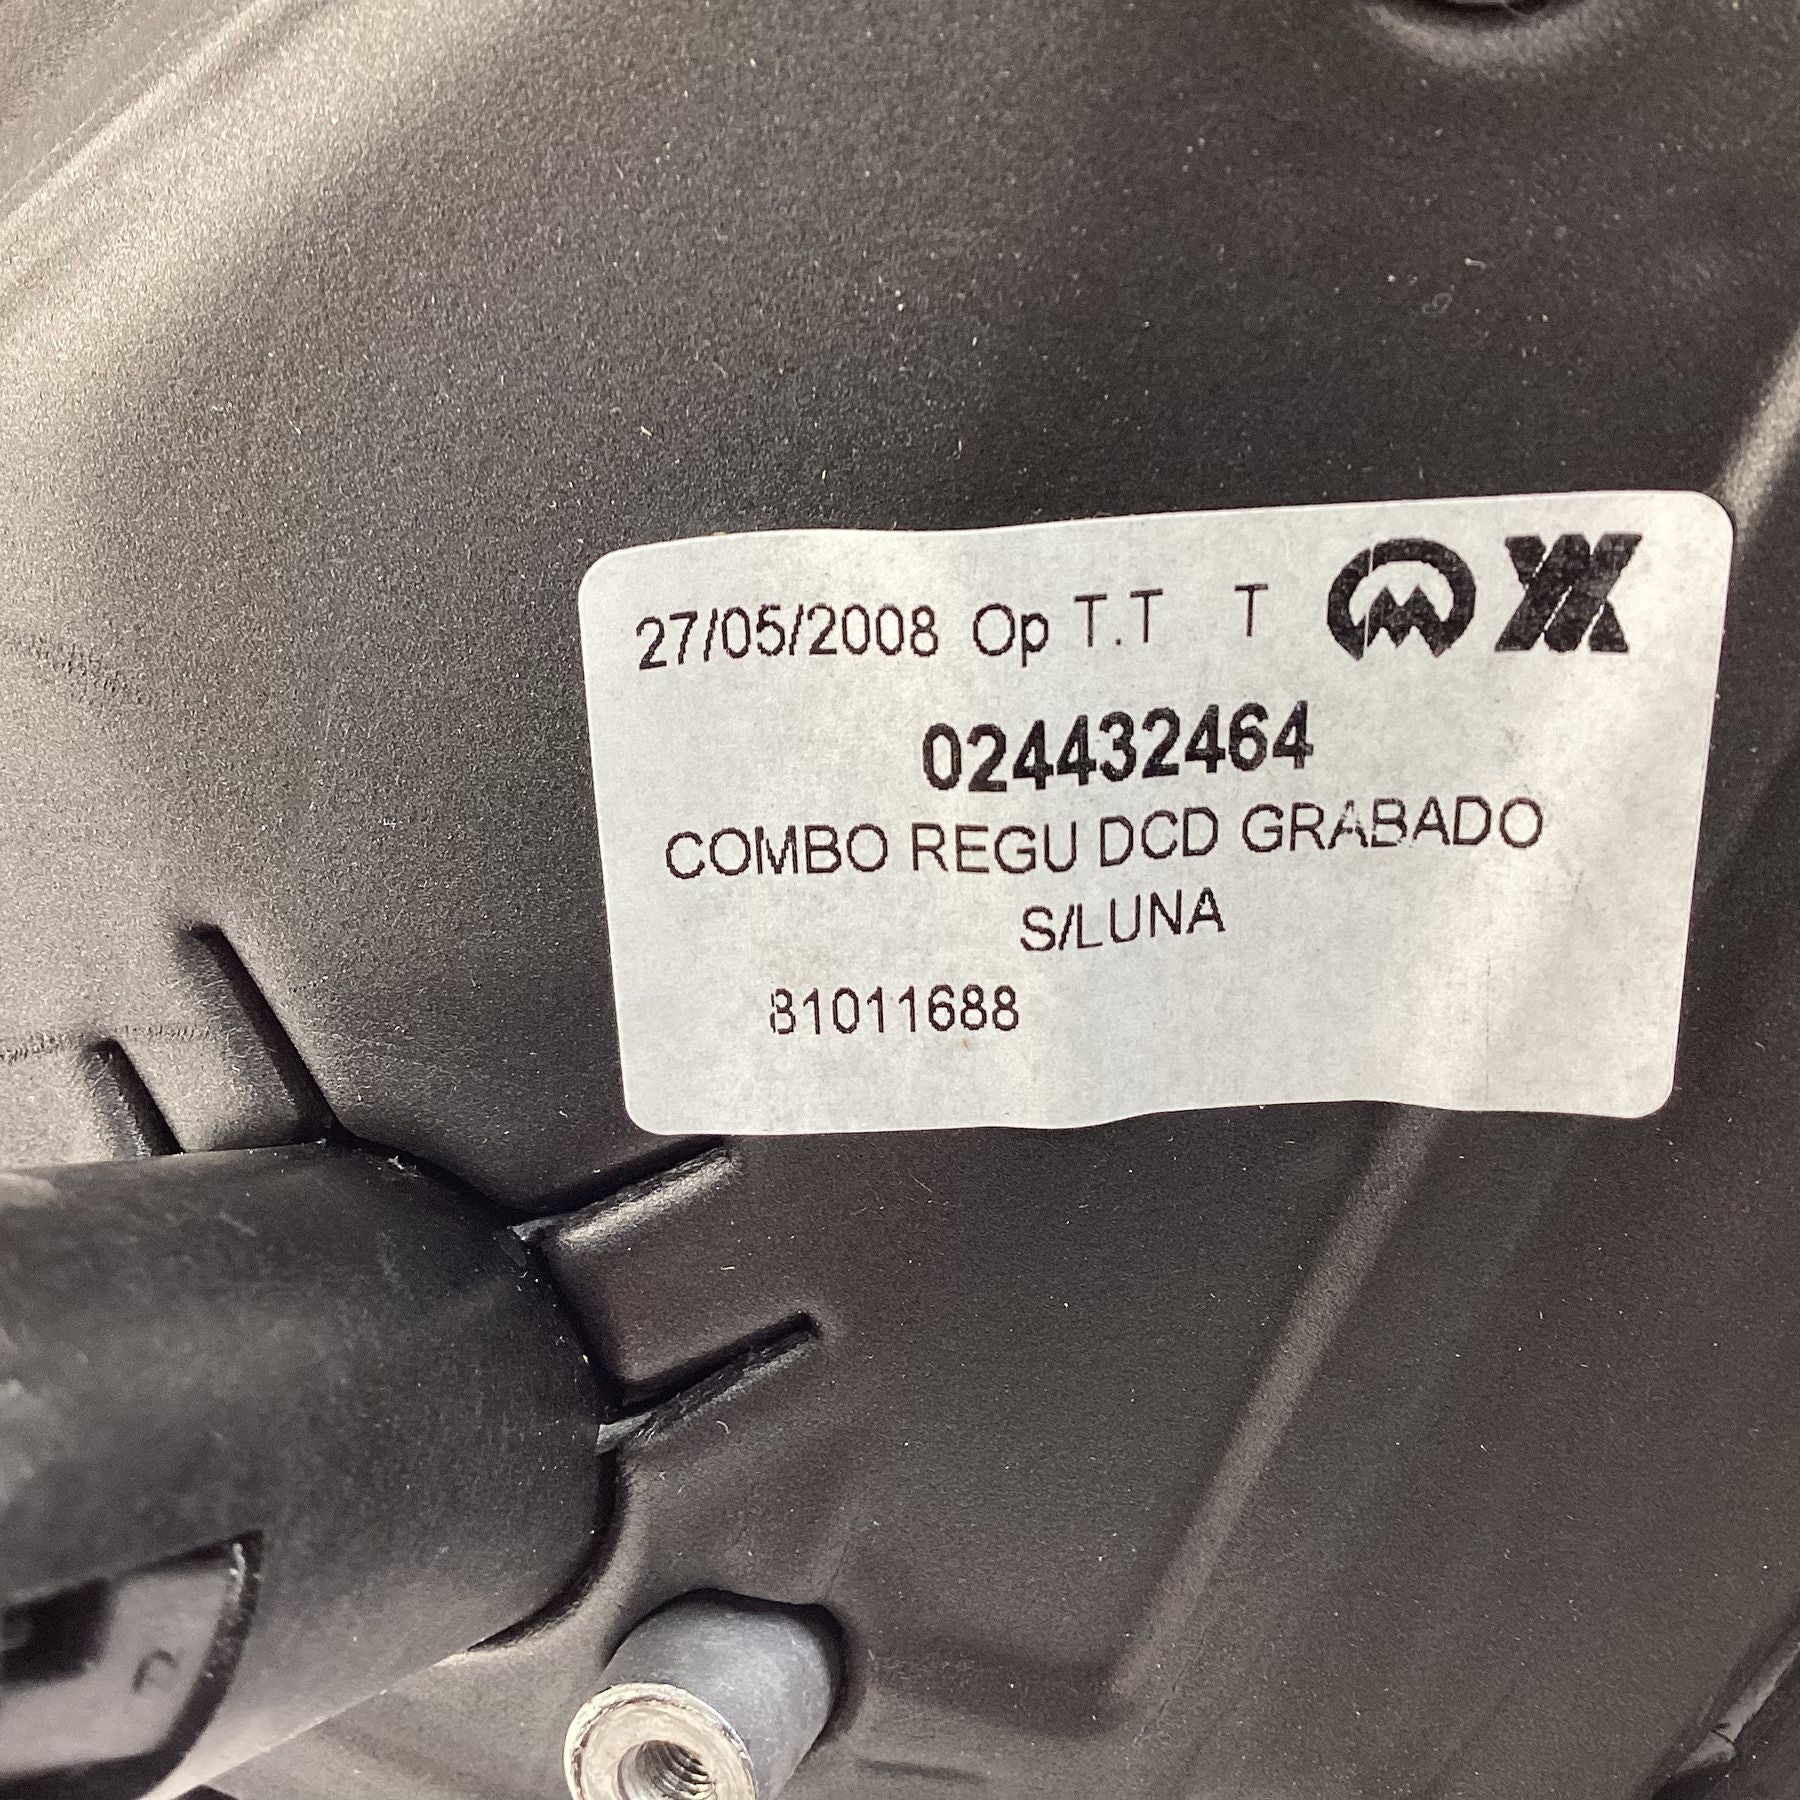 27/05/2008 Op T.T T
024432464
COMBO REGU DCD GRABADO
S/LUNA
81011688